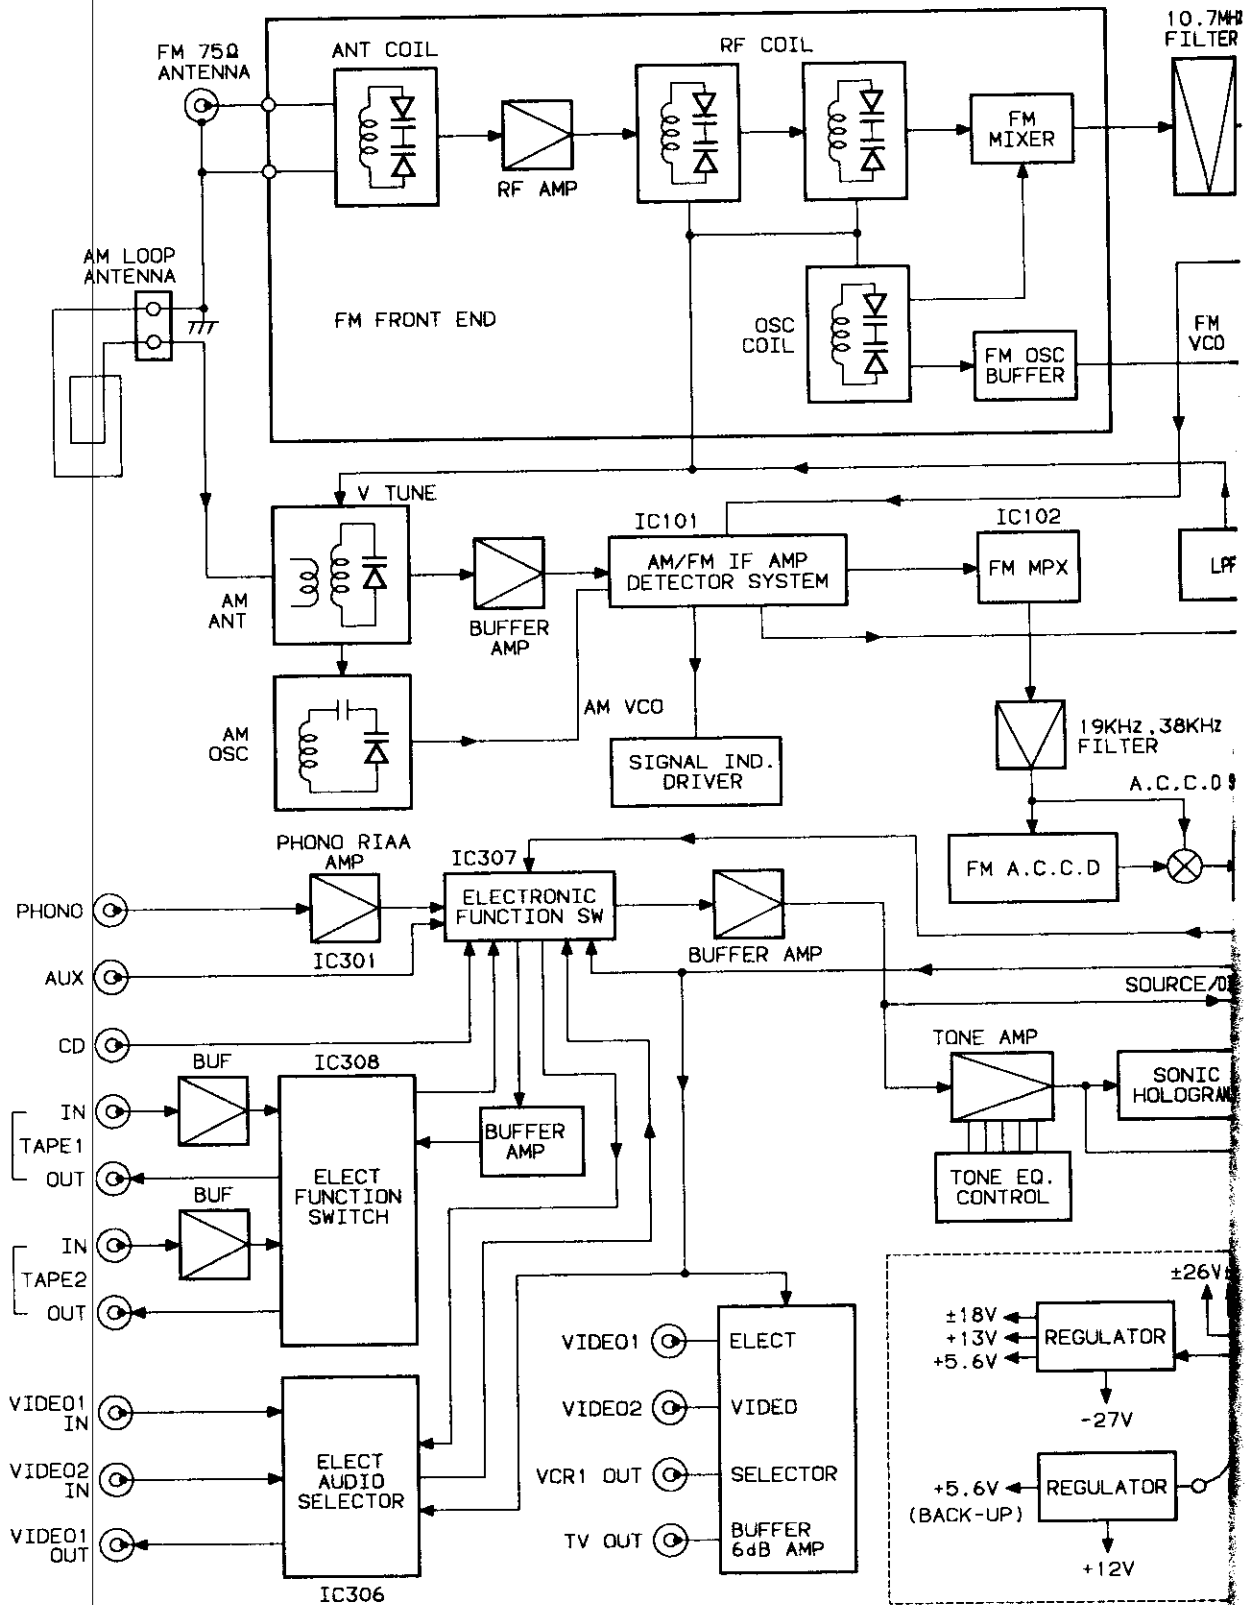 10.7MHz
FILTER
FM 75Ω
ANTENNA
ANT COIL
RF COIL
RF AMP
FM
MIXER
AM LOOP
ANTENNA
FM FRONT END
OSC
COIL
FM OSC
BUFFER
FM
VCO
V TUNE
IC101
IC102
AM/FM IF AMP
DETECTOR SYSTEM
FM MPX
LPF
AM
ANT
BUFFER
AMP
AM VCO
AM
OSC
SIGNAL IND.
DRIVER
19KHz,38KHz
FILTER
A.C.C.D
PHONO RIAA
AMP
IC307
ELECTRONIC
FUNCTION SW
FM A.C.C.D
PHONO
IC301
BUFFER AMP
AUX
SOURCE/
CD
BUF
IC308
TONE AMP
IN
TAPE1
OUT
BUFFER
AMP
SONIC
ELECT
FUNCTION
SWITCH
TONE EQ.
CONTROL
BUF
IN
TAPE2
OUT
±26V
±18V
+13V
+5.6V
REGULATOR
-27V
VIDEO1
ELECT
VIDEO2
VIDEO
VCR1 OUT
SELECTOR
TV OUT
BUFFER
6dB AMP
VIDEO1
IN
VIDEO2
IN
VIDEO1
OUT
ELECT
AUDIO
SELECTOR
IC306
+5.6V
(BACK-UP)
REGULATOR
+12V